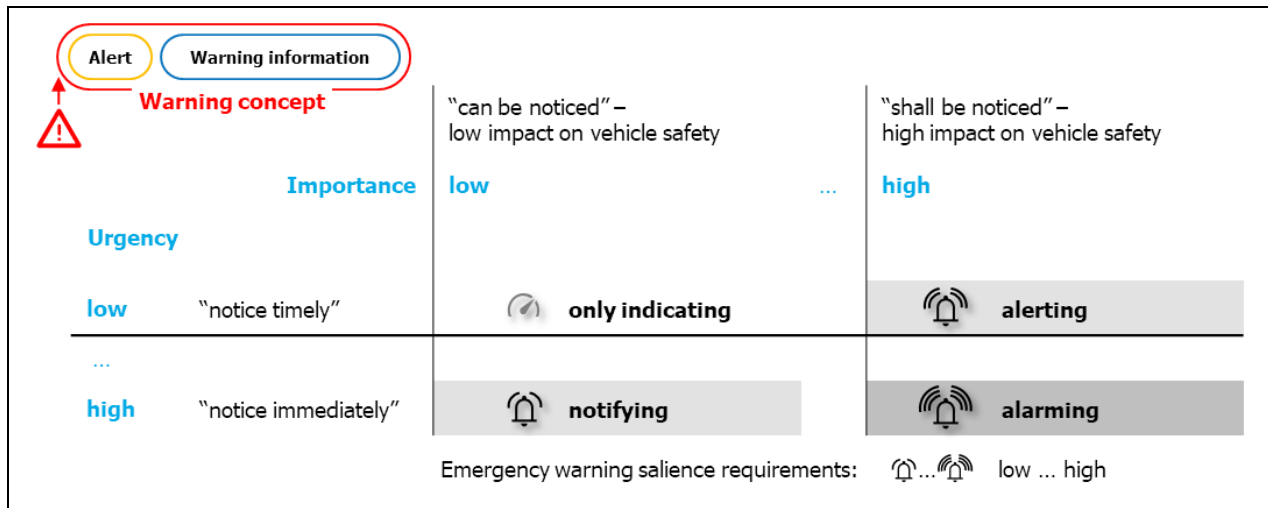 Alert Warning information
Warning concept
“can be noticed” –
low impact on vehicle safety
“shall be noticed” –
high impact on vehicle safety
Importance low ... high
Urgency
low “notice timely” only indicating alerting
...
high “notice immediately” notifying alarming
Emergency warning salience requirements: ... low ... high